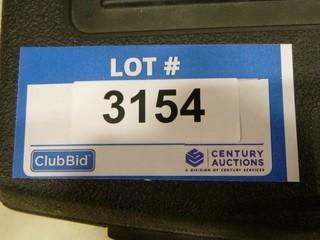 LOT #
3154
ClubBid
CENTURY
AUCTIONS
A DIVISION OF CENTURY SERVICES